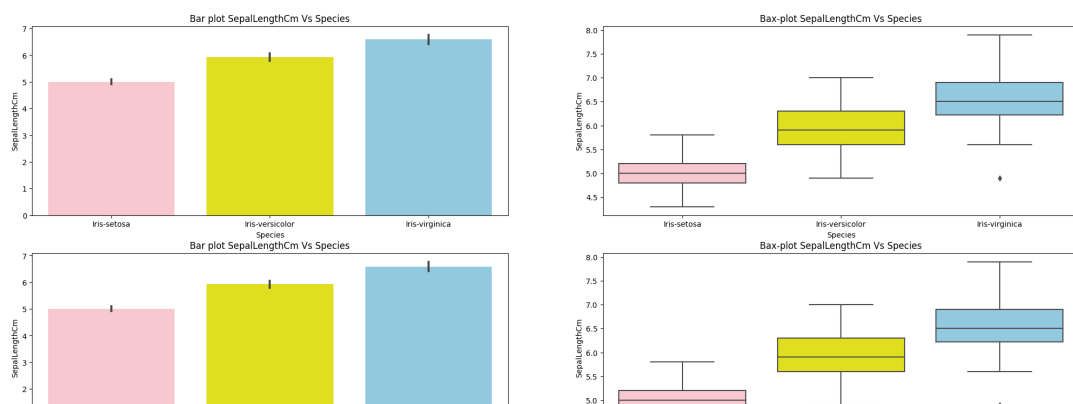 Bar plot SepalLengthCm Vs Species
7
6
5
4
3
2
1
0
SepalLengthCm
Iris-setosa Iris-versicolor Iris-virginica
Species
Bax-plot SepalLengthCm Vs Species
8.0
7.5
7.0
6.5
6.0
5.5
5.0
4.5
SepalLengthCm
Iris-setosa Iris-versicolor Iris-virginica
Species
Bar plot SepalLengthCm Vs Species
7
6
5
4
3
2
SepalLengthCm
Bax-plot SepalLengthCm Vs Species
8.0
7.5
7.0
6.5
6.0
5.5
5.0
SepalLengthCm